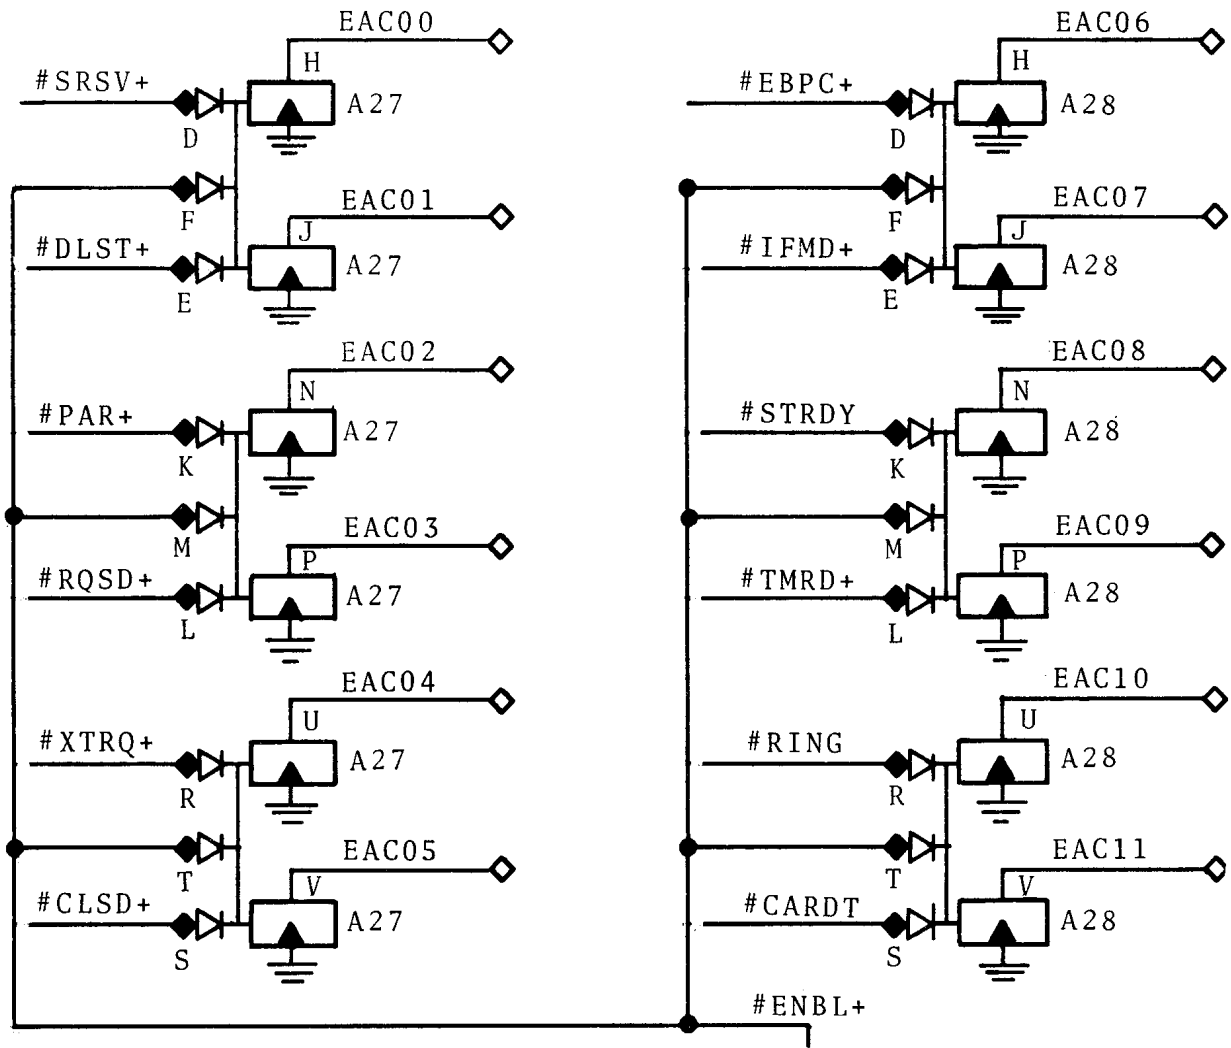 EAC00
H
#SRSV+
A27
D
F
EAC01
J
#DLST+
A27
E
EAC02
N
#PAR+
A27
K
M
EAC03
P
#RQSD+
A27
L
EAC04
U
#XTRQ+
A27
R
T
EAC05
V
#CLSD+
A27
S
EAC06
H
#EBPC+
A28
D
F
EAC07
J
#IFMD+
A28
E
EAC08
N
#STRDY
A28
K
M
EAC09
P
#TMRD+
A28
L
EAC10
U
#RING
A28
R
T
EAC11
V
#CARDT
A28
S
#ENBL+